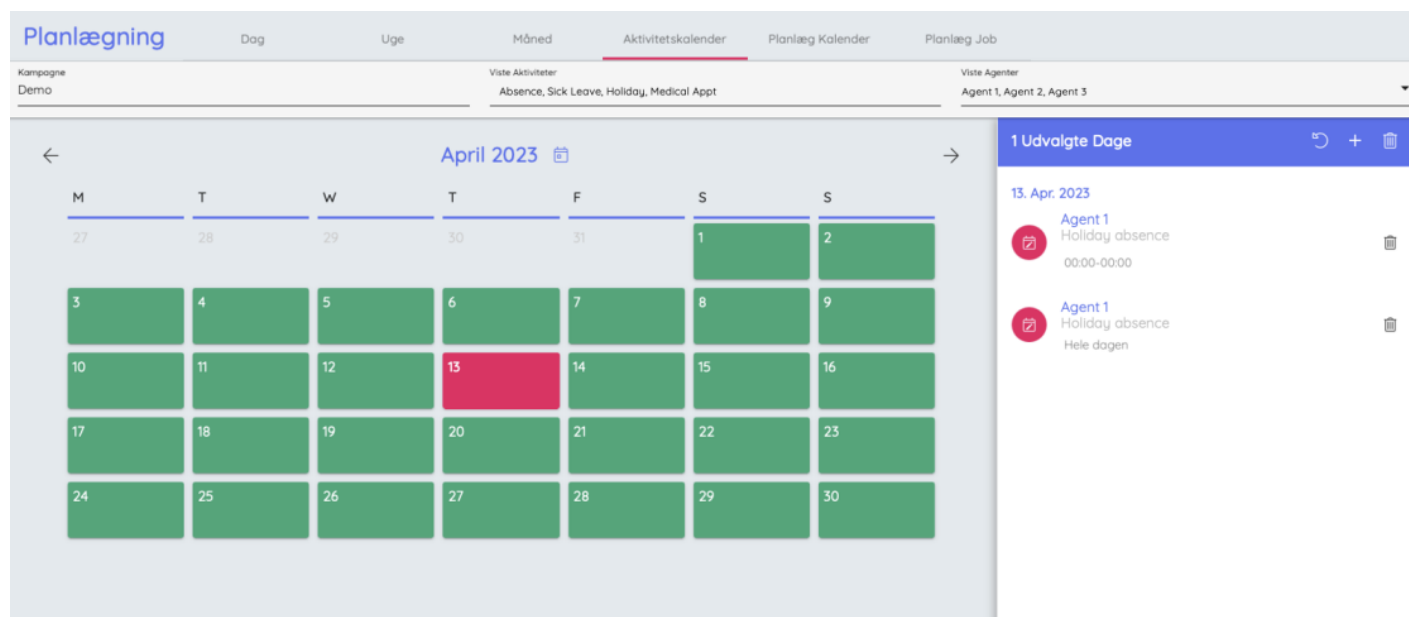 Planlægning
Dag Uge Måned Aktivitetskalender Planlæg Kalender Planlæg Job
Kampagne
Demo
Viste Aktiviteter
Absence, Sick Leave, Holiday, Medical Appt
Viste Agenter
Agent 1, Agent 2, Agent 3
April 2023
M T W T F S S
27 28 29 30 31 1 2
3 4 5 6 7 8 9
10 11 12 13 14 15 16
17 18 19 20 21 22 23
24 25 26 27 28 29 30
1 Udvalgte Dage
13. Apr. 2023
Agent 1
Holiday absence
00:00-00:00
Agent 1
Holiday absence
Hele dagen